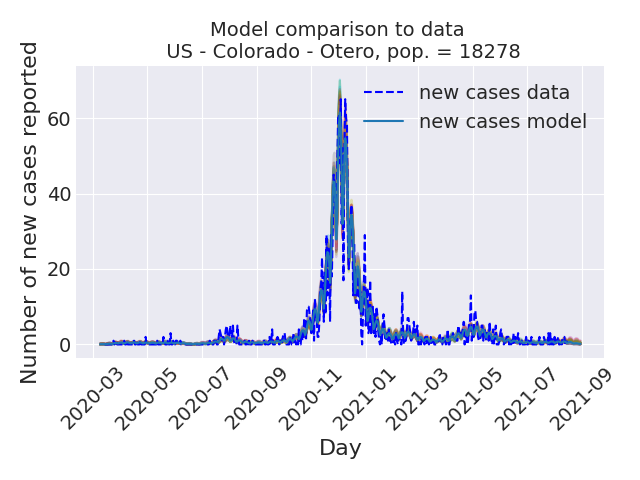 Model comparison to data
US - Colorado - Otero, pop. = 18278
Number of new cases reported
60
40
20
0
new cases data
new cases model
2020-03
2020-05
2020-07
2020-09
2020-11
2021-01
2021-03
2021-05
2021-07
2021-09
Day